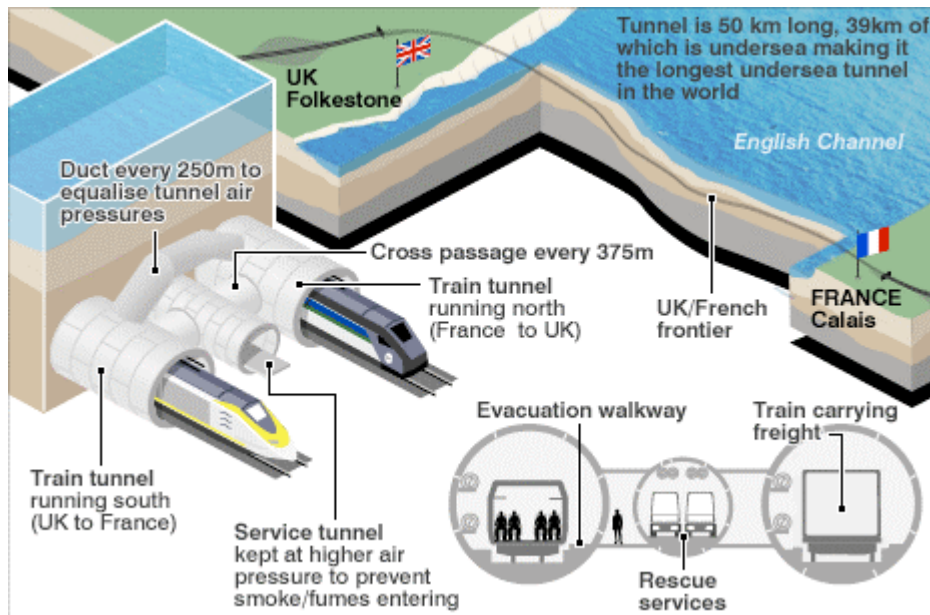 Tunnel is 50 km long, 39km of
which is undersea making it
the longest undersea tunnel
in the world
UK
Folkestone
English Channel
Duct every 250m to
equalise tunnel air
pressures
Cross passage every 375m
Train tunnel
running north
(France to UK)
UK/French
frontier
FRANCE
Calais
Train tunnel
running south
(UK to France)
Service tunnel
kept at higher air
pressure to prevent
smoke/fumes entering
Evacuation walkway
Train carrying
freight
Rescue
services